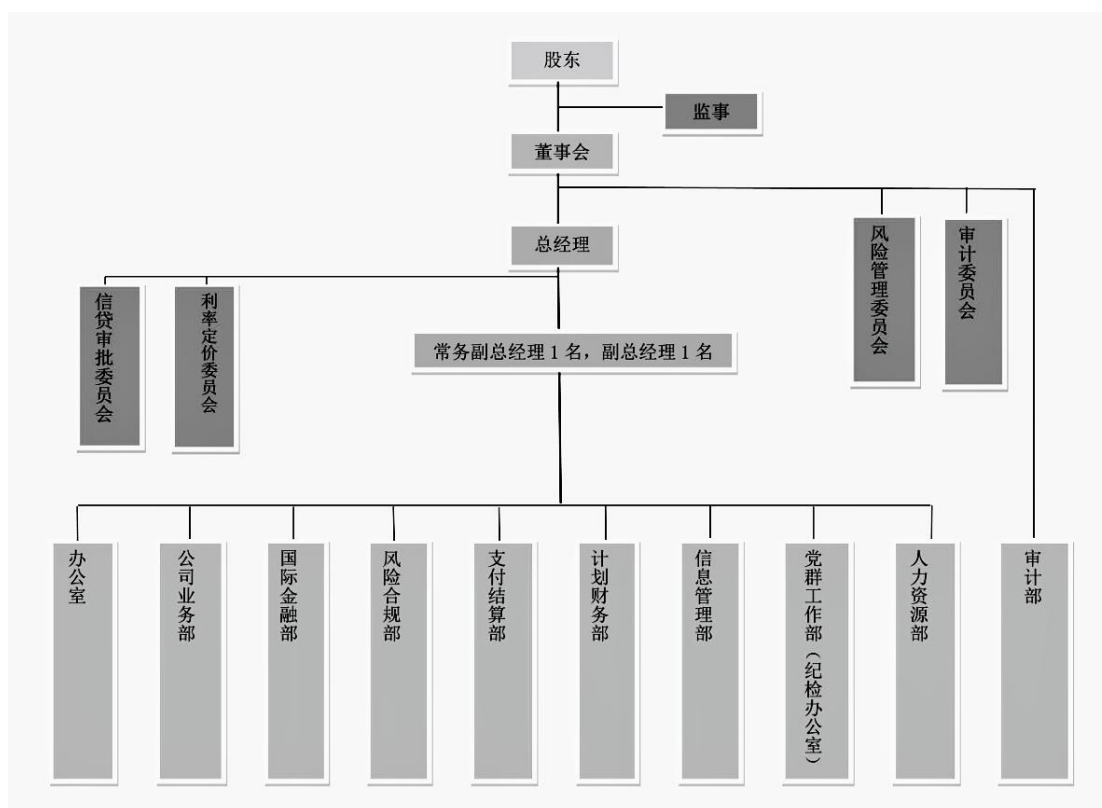 股东
监事
董事会
总经理
风险管理委员会
审计委员会
信贷审批委员会
利率定价委员会
常务副总经理1名，副总经理1名
办公室
公司业务部
国际金融部
风险合规部
支付结算部
计划财务部
信息管理部
党群工作部（纪检办公室）
人力资源部
审计部